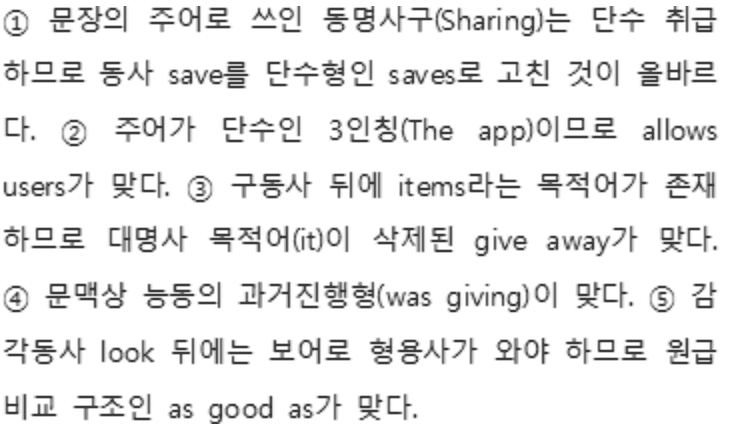 ① 문장의 주어로 쓰인 동명사구(Sharing)는 단수 취급
하므로 동사 save를 단수형인 saves로 고친 것이 올바르
다. ② 주어가 단수인 3인칭(The app)이므로 allows
users가 맞다. ③ 구동사 뒤에 items라는 목적어가 존재
하므로 대명사 목적어(it)이 삭제된 give away가 맞다.
④ 문맥상 능동의 과거진행형(was giving)이 맞다. ⑤ 감
각동사 look 뒤에는 보어로 형용사가 와야 하므로 원급
비교 구조인 as good as가 맞다.